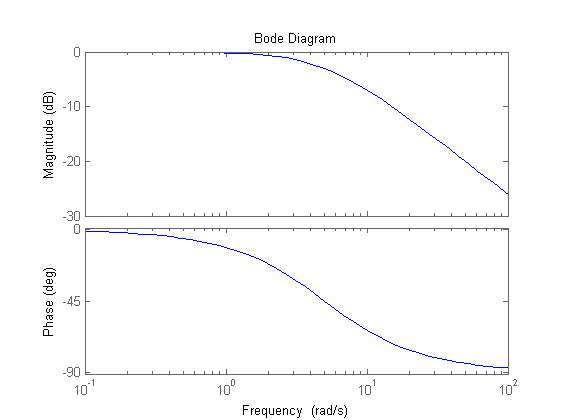 Bode Diagram
0
-10
-20
-30
Magnitude (dB)
0
-45
-90
Phase (deg)
10^-1
10^0
10^1
10^2
Frequency (rad/s)